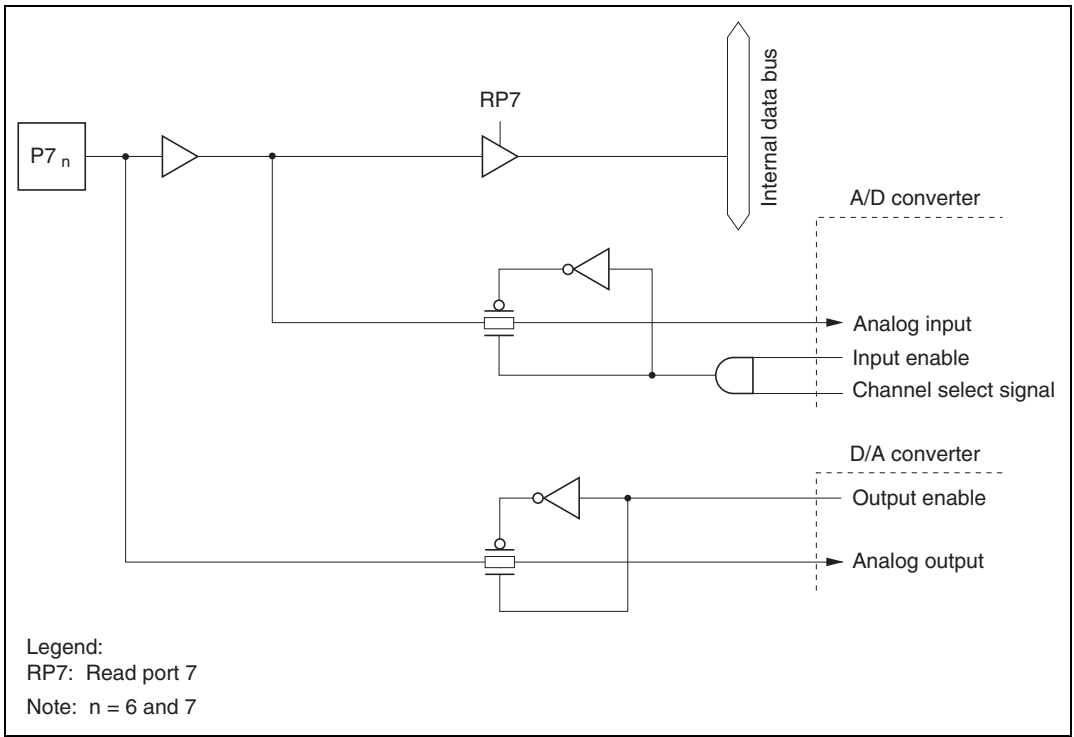 RP7
P7 n
Internal data bus
A/D converter
Analog input
Input enable
Channel select signal
D/A converter
Output enable
Analog output
Legend:
RP7: Read port 7
Note: n = 6 and 7